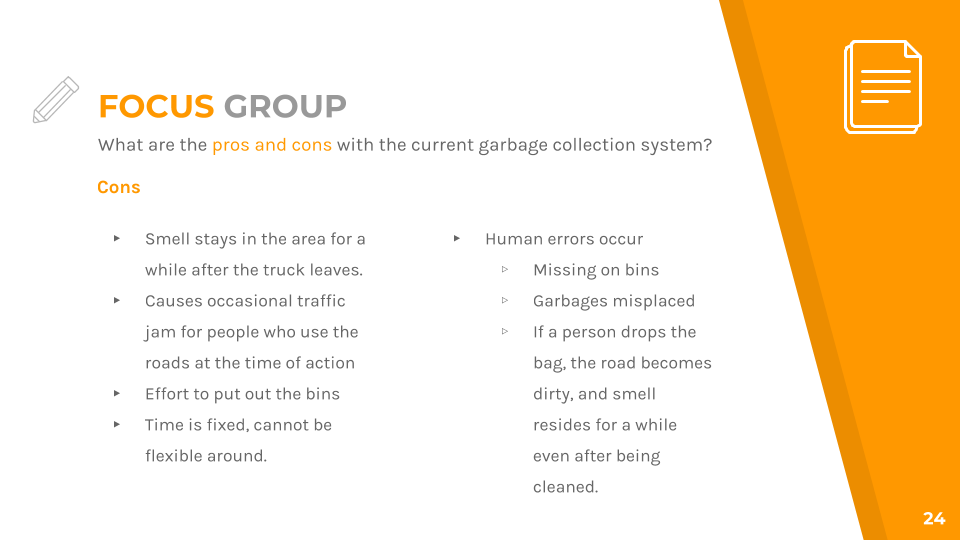 FOCUS GROUP
What are the pros and cons with the current garbage collection system?
Cons
▸ Smell stays in the area for a
while after the truck leaves.
▸ Causes occasional traffic
jam for people who use the
roads at the time of action
▸ Effort to put out the bins
▸ Time is fixed, cannot be
flexible around.
▸ Human errors occur
▹ Missing on bins
▹ Garbages misplaced
▹ If a person drops the
bag, the road becomes
dirty, and smell
resides for a while
even after being
cleaned.
24